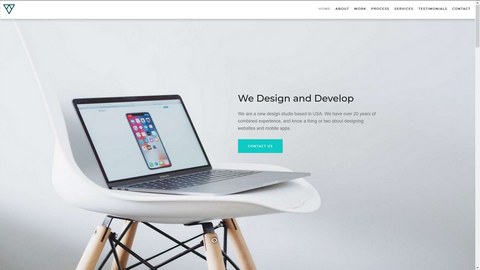 HOME ABOUT WORK PROCESS SERVICES TESTIMONIALS CONTACT
We Design and Develop
We are a new design studio based in USA. We have over 20 years of
combined experience, and know a thing or two about designing
websites and mobile apps.
CONTACT US